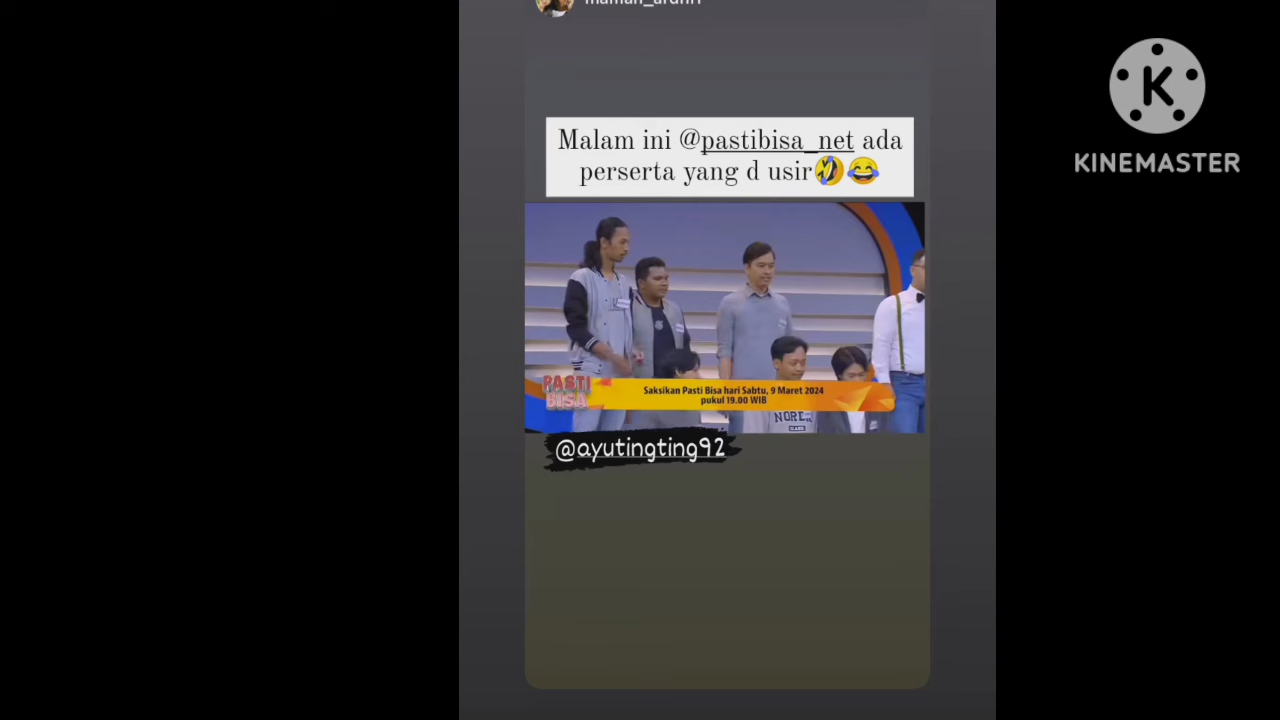 Malam ini @pastibisa_net ada
perserta yang d usir🤣😂
PASTI
BISA
Saksikan Pasti Bisa hari Sabtu, 9 Maret 2024
pukul 19.00 WIB
@ayutingting92
KINEMASTER